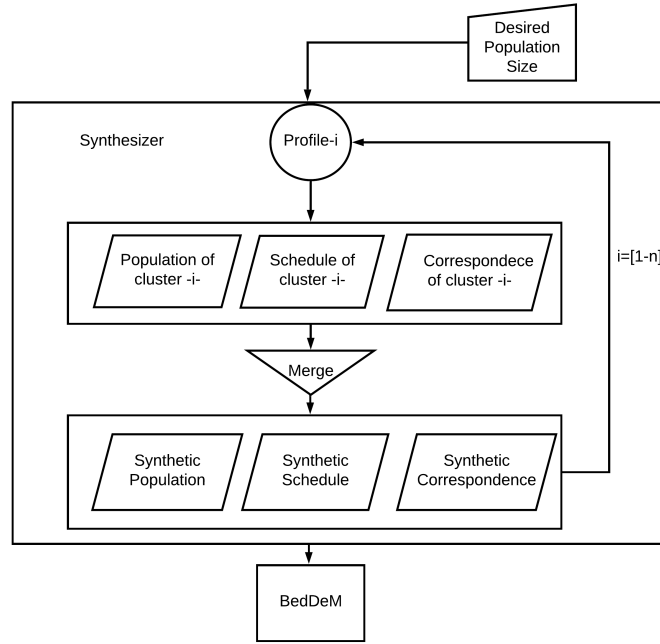 Desired
Population
Size
Synthesizer
Profile-i
Population of
cluster -i-
Schedule of
cluster -i-
Correspondece
of cluster -i-
i=[1-n]
Merge
Synthetic
Population
Synthetic
Schedule
Synthetic
Correspondence
BedDeM